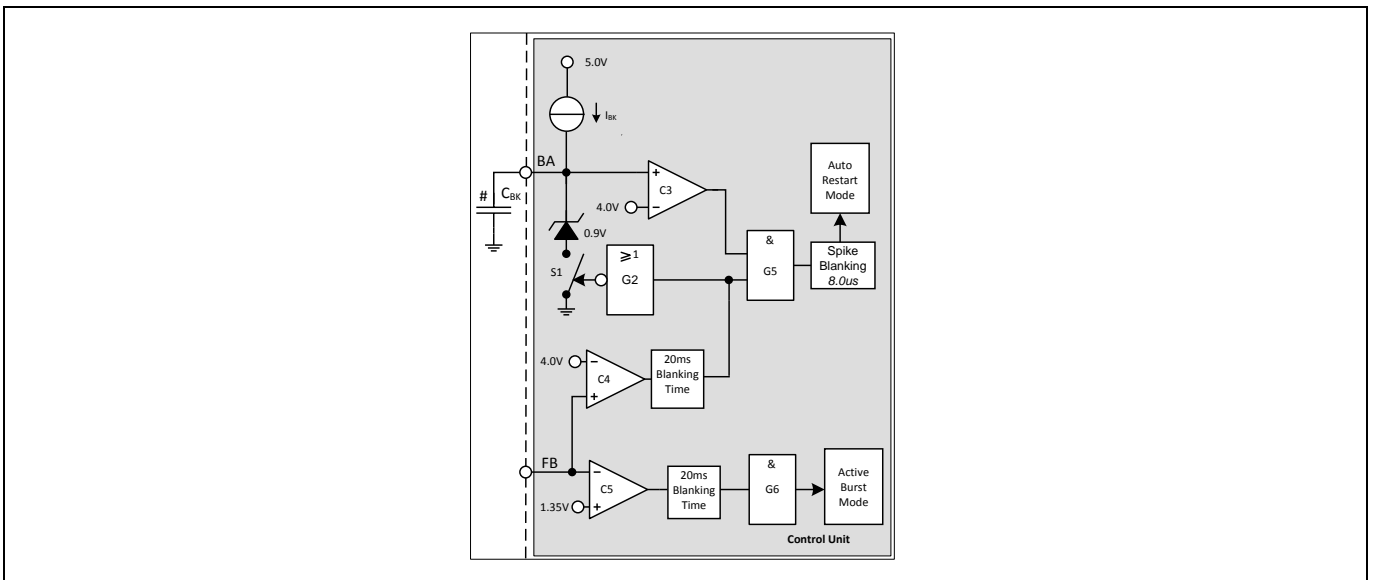 5.0V
I_BK
BA
# C_BK
+
C3
4.0V
−
0.9V
Auto
Restart
Mode
S1
≥1
G2
&
G5
Spike
Blanking
8.0us
4.0V
−
C4
+
20ms
Blanking
Time
FB
−
C5
1.35V
+
20ms
Blanking
Time
&
G6
Active
Burst
Mode
Control Unit